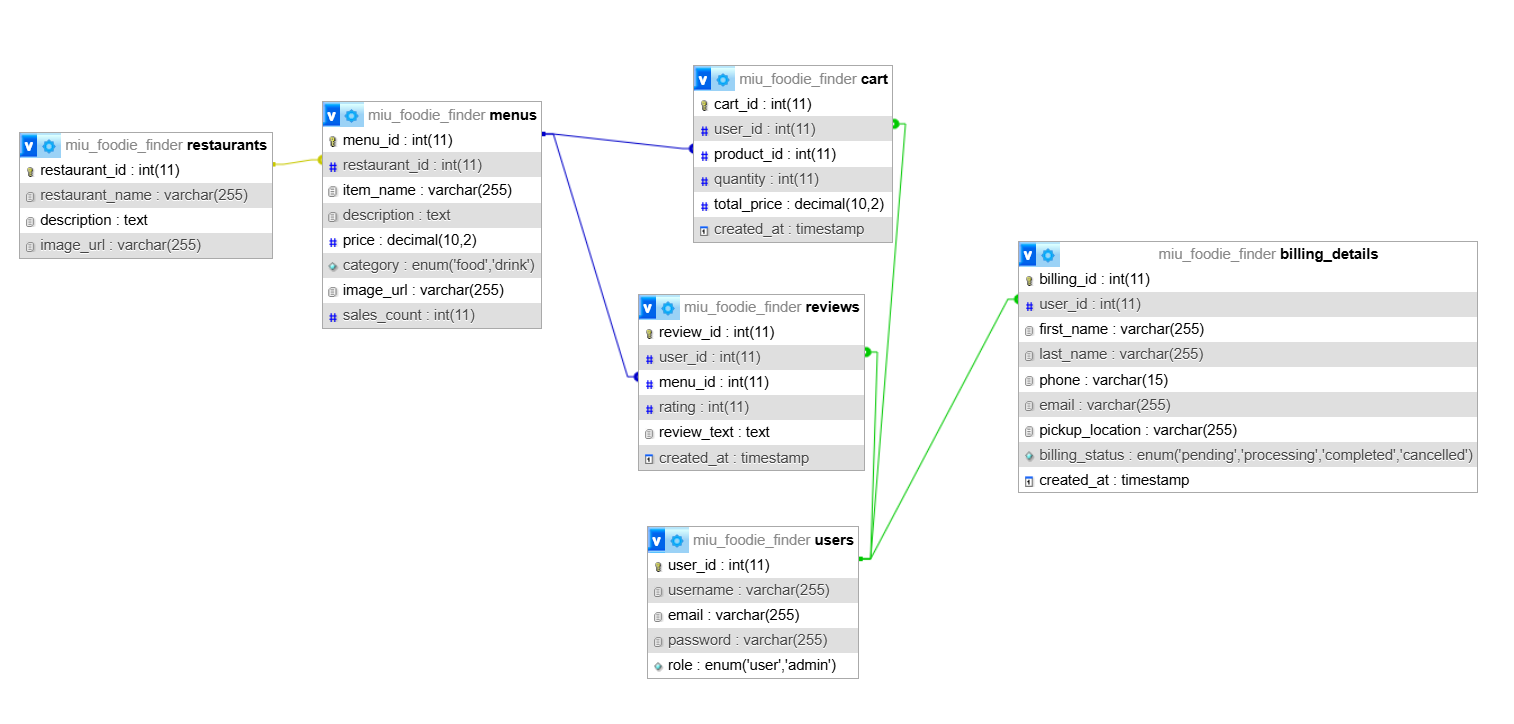 miu_foodie_finder restaurants
restaurant_id : int(11)
restaurant_name : varchar(255)
description : text
image_url : varchar(255)
miu_foodie_finder menus
menu_id : int(11)
restaurant_id : int(11)
item_name : varchar(255)
description : text
price : decimal(10,2)
category : enum('food','drink')
image_url : varchar(255)
sales_count : int(11)
miu_foodie_finder cart
cart_id : int(11)
user_id : int(11)
product_id : int(11)
quantity : int(11)
total_price : decimal(10,2)
created_at : timestamp
miu_foodie_finder reviews
review_id : int(11)
user_id : int(11)
menu_id : int(11)
rating : int(11)
review_text : text
created_at : timestamp
miu_foodie_finder users
user_id : int(11)
username : varchar(255)
email : varchar(255)
password : varchar(255)
role : enum('user','admin')
miu_foodie_finder billing_details
billing_id : int(11)
user_id : int(11)
first_name : varchar(255)
last_name : varchar(255)
phone : varchar(15)
email : varchar(255)
pickup_location : varchar(255)
billing_status : enum('pending','processing','completed','cancelled')
created_at : timestamp